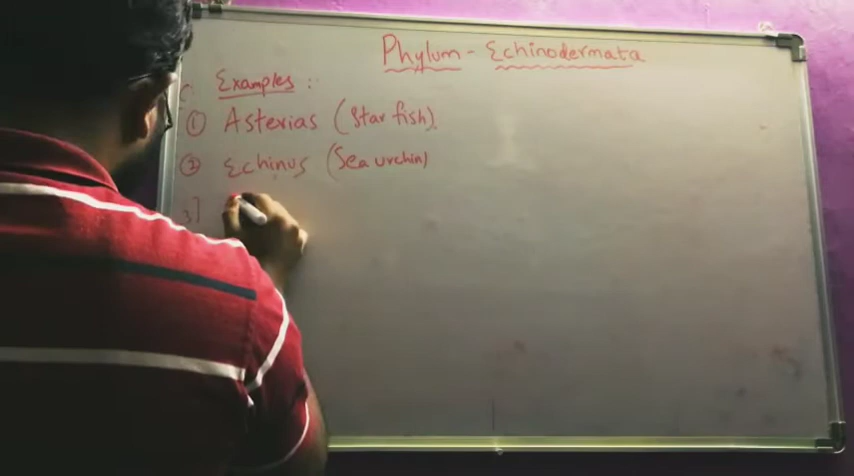 Phylum - Echinodermata
Examples :
① Asterias (Star fish).
② Echinus (Sea urchin)
3]